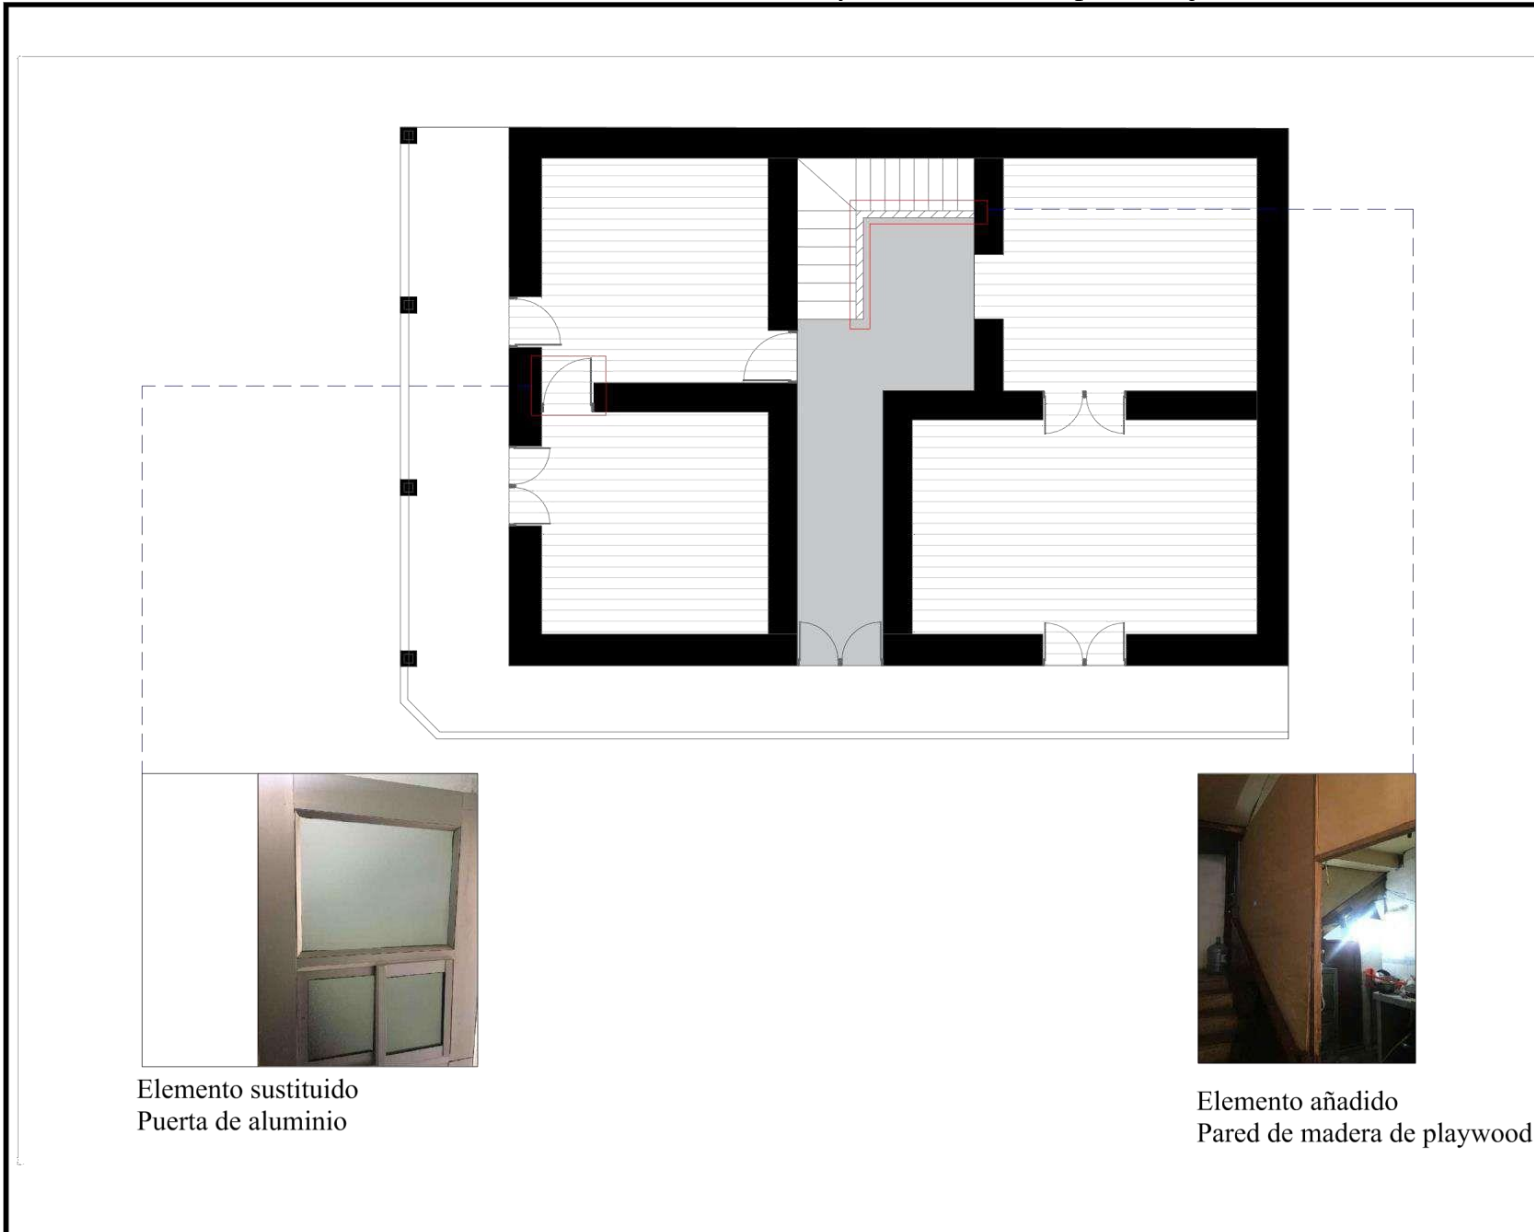 Elemento sustituido
Puerta de aluminio
Elemento añadido
Pared de madera de playwood